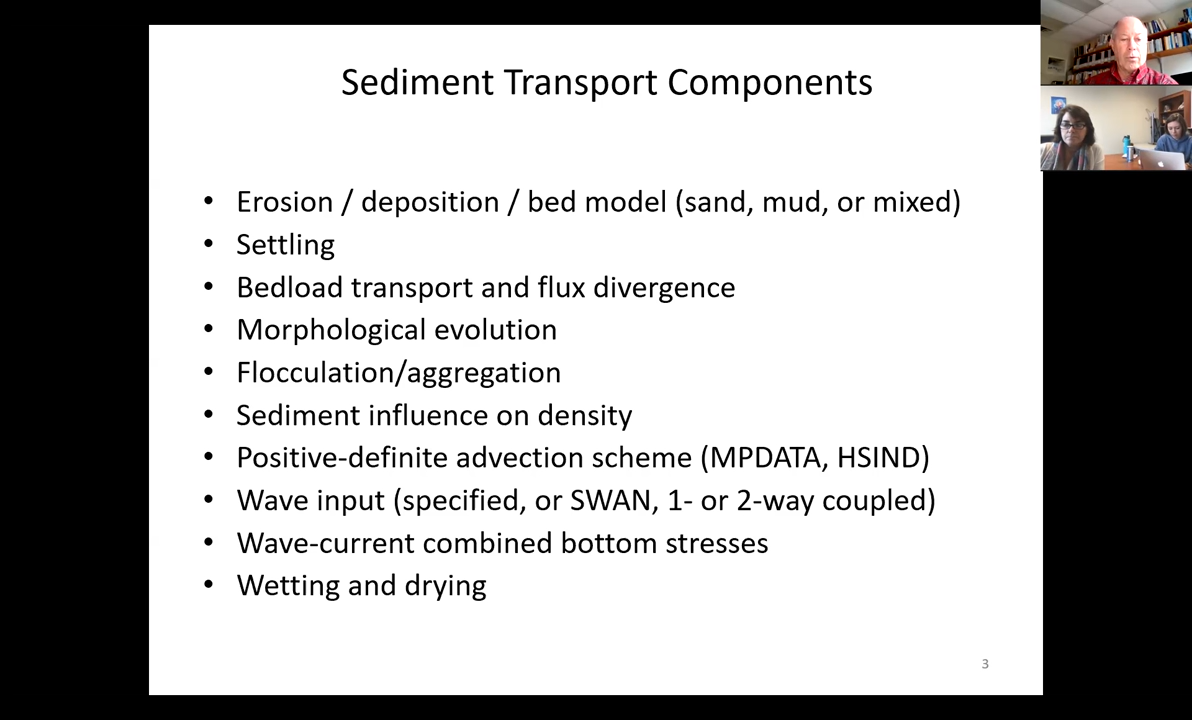 Sediment Transport Components
• Erosion / deposition / bed model (sand, mud, or mixed)
• Settling
• Bedload transport and flux divergence
• Morphological evolution
• Flocculation/aggregation
• Sediment influence on density
• Positive-definite advection scheme (MPDATA, HSIND)
• Wave input (specified, or SWAN, 1- or 2-way coupled)
• Wave-current combined bottom stresses
• Wetting and drying
3